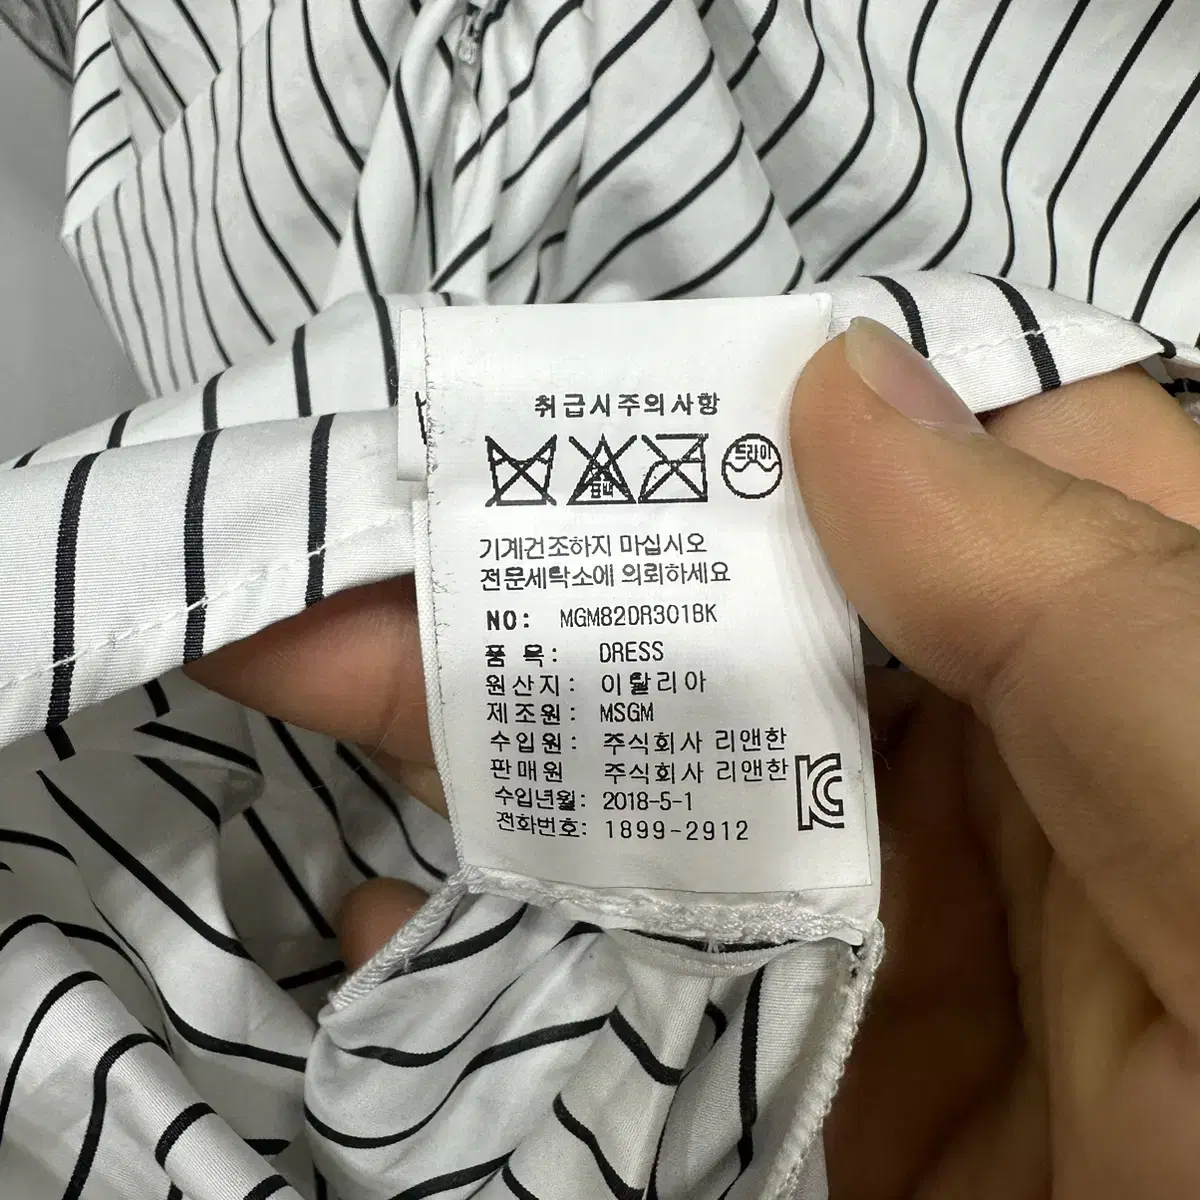 취급시주의사항
표백
드라이
기계건조하지 마십시오
전문세탁소에 의뢰하세요
NO: MGM82DR301BK
품 목: DRESS
원산지: 이탈리아
제조원: MSGM
수입원: 주식회사 리앤한
판매원 주식회사 리앤한
수입년월: 2018-5-1
전화번호: 1899-2912